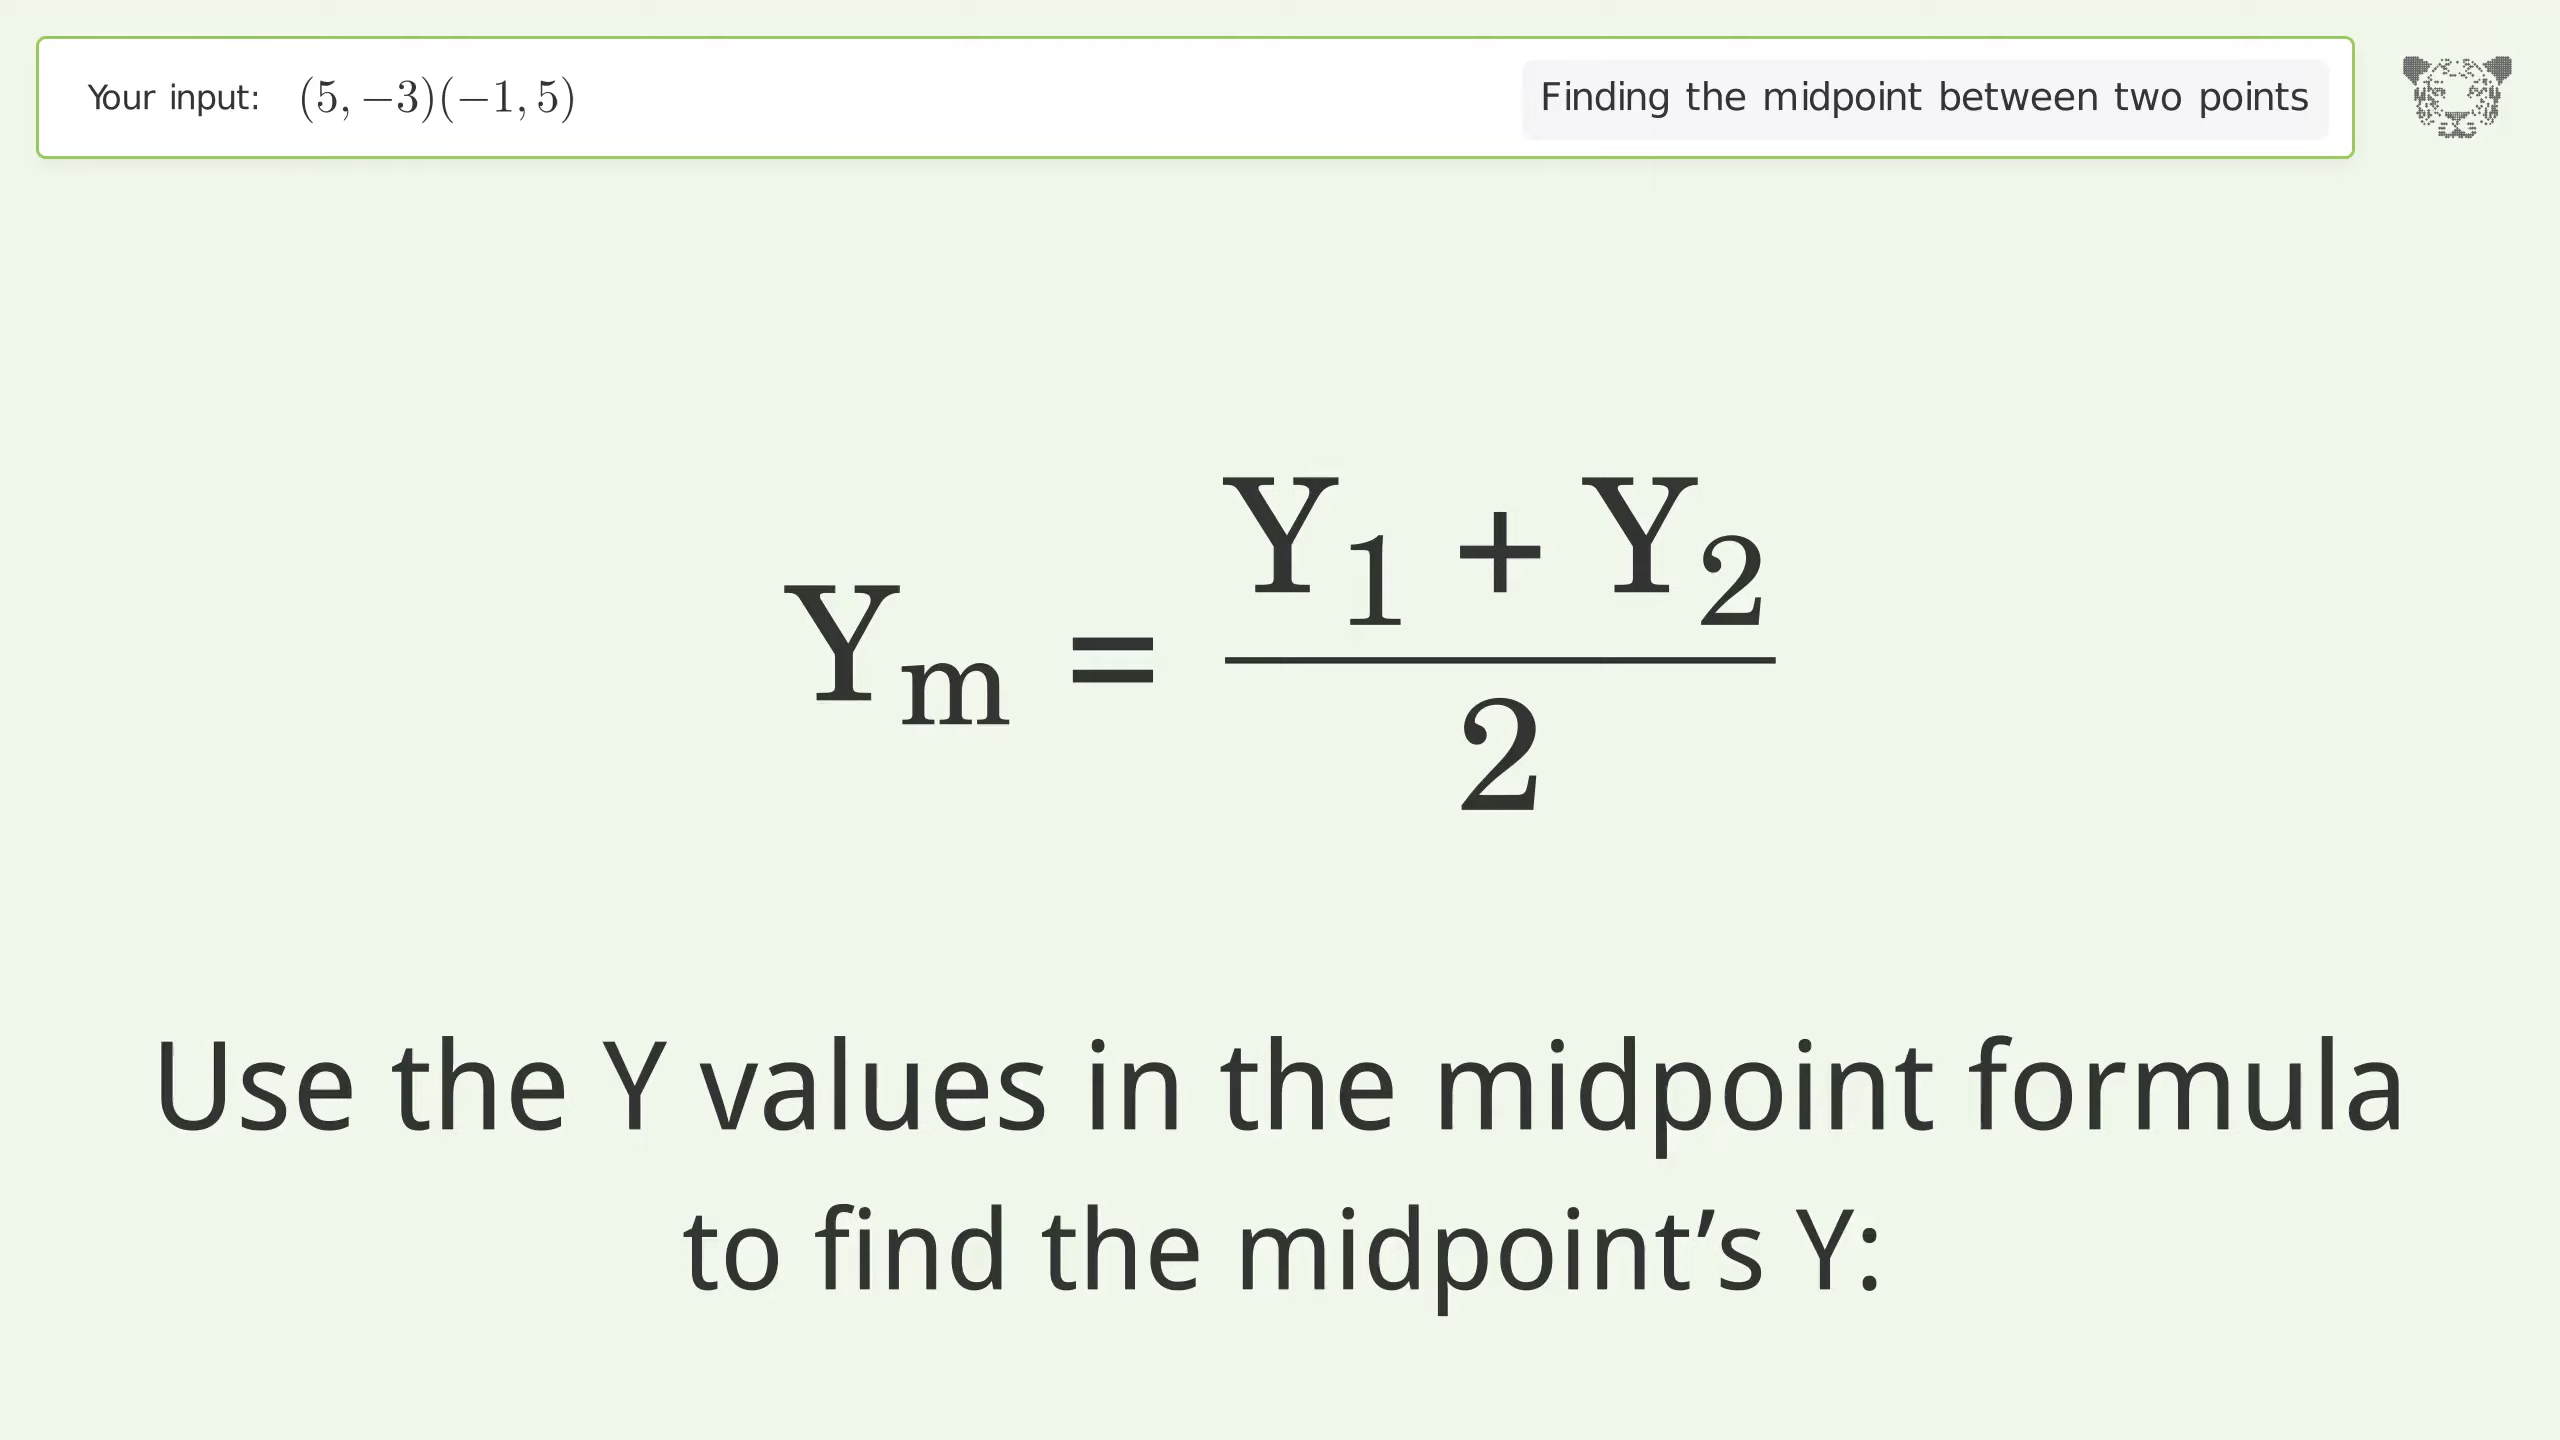 Your input: (5, −3)(−1, 5)
Finding the midpoint between two points
Yₘ = (Y₁ + Y₂) / 2
Use the Y values in the midpoint formula
to find the midpoint’s Y: